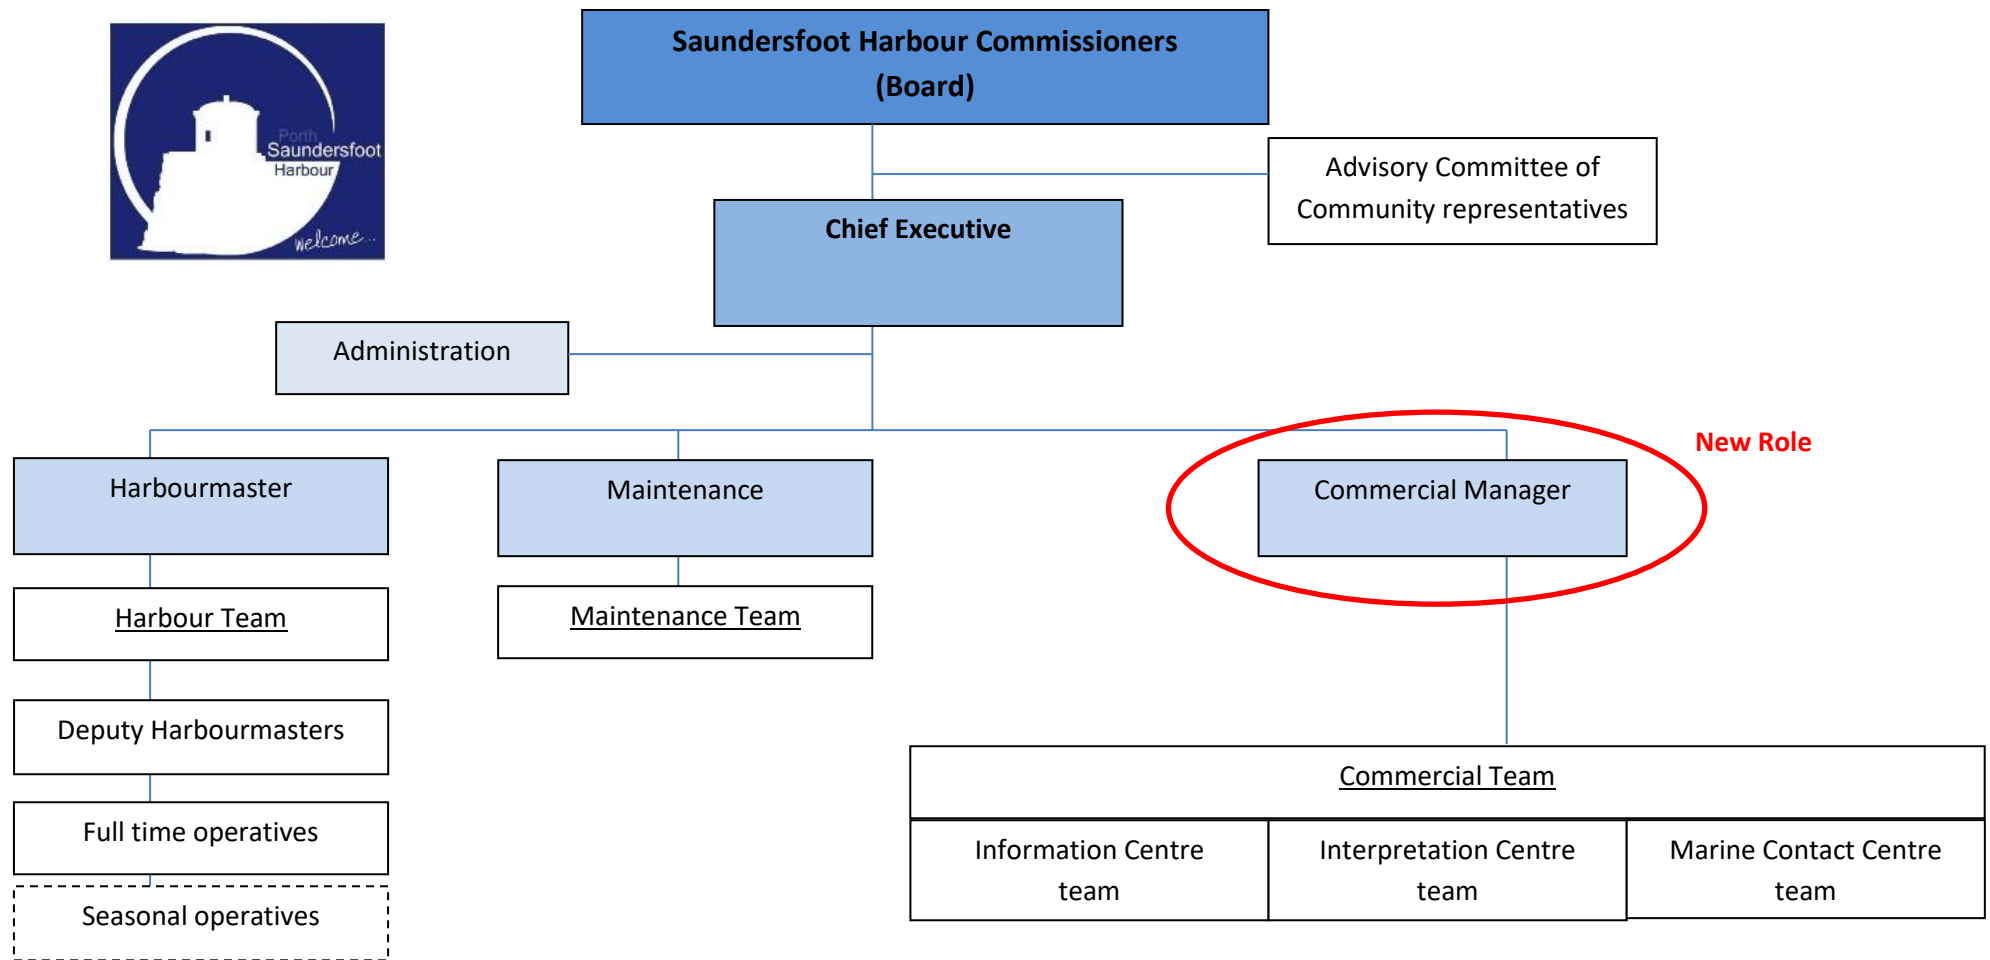 Saundersfoot Harbour Commissioners
(Board)
Porth
Saundersfoot
Harbour
welcome...
Advisory Committee of
Community representatives
Chief Executive
Administration
New Role
Harbourmaster
Maintenance
Commercial Manager
Harbour Team
Maintenance Team
Deputy Harbourmasters
Commercial Team
Full time operatives
Information Centre
team
Interpretation Centre
team
Marine Contact Centre
team
Seasonal operatives